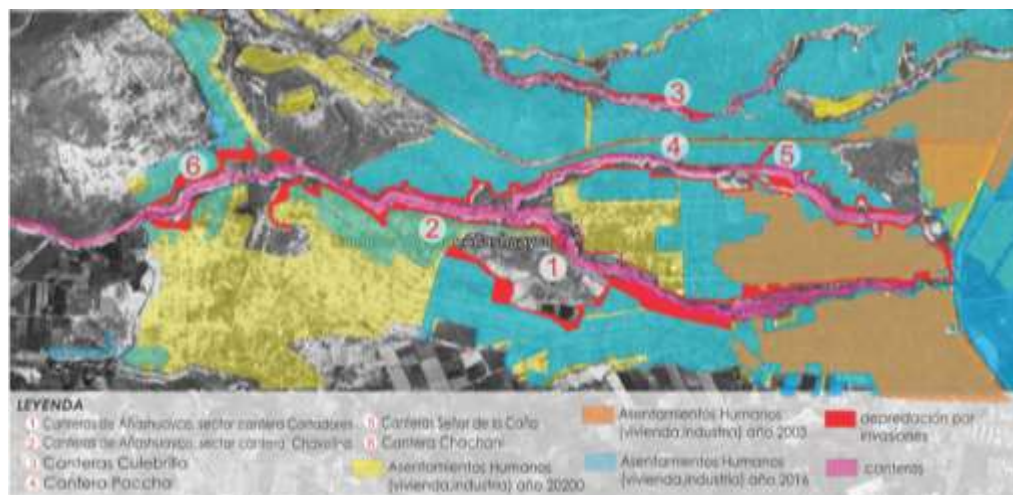 3
6
4
5
2
1
LEYENDA
1 Canteras de Añashuayco, sector cantera Cortadores
2 Canteras de Añashuayco, sector cantera Chavelina
3 Canteras Culebrilla
4 Cantera Paccha
5 Canteras Señor de la Caña
6 Cantera Chachani
Asentamientos Humanos
(vivienda,industria) año 20200
Asentamientos Humanos
(vivienda,industria) año 2003
Asentamientos Humanos
(vivienda,industria) año 2016
depredación por
invasiones
canteras